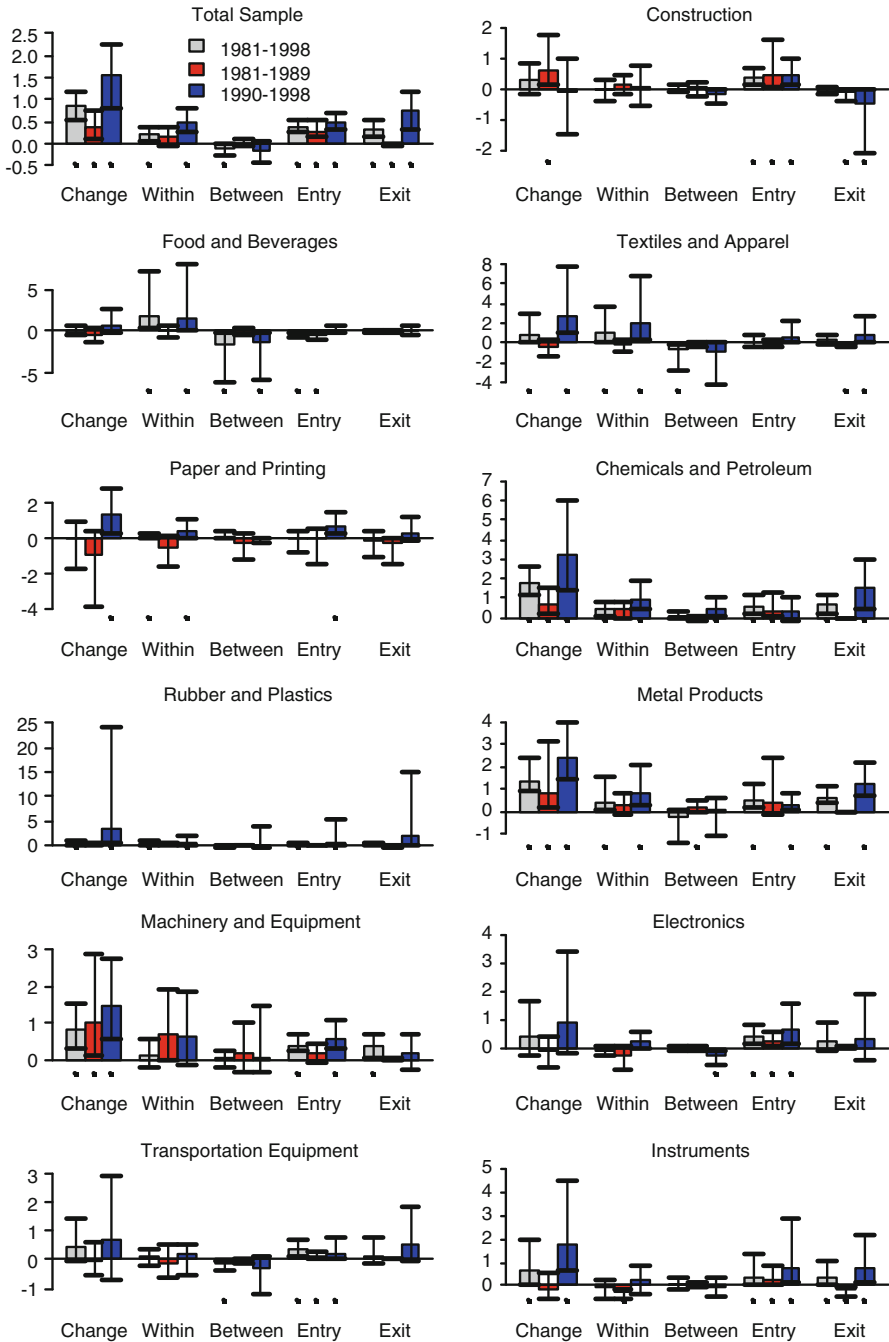 Total Sample
2.5
2.0
1.5
1.0
0.5
0.0
-0.5
1981-1998
1981-1989
1990-1998
Change Within Between Entry Exit
Construction
2
1
0
-1
-2
Change Within Between Entry Exit
Food and Beverages
5
0
-5
Change Within Between Entry Exit
Textiles and Apparel
8
6
4
2
0
-2
-4
Change Within Between Entry Exit
Paper and Printing
2
0
-2
-4
Change Within Between Entry Exit
Chemicals and Petroleum
7
6
5
4
3
2
1
0
Change Within Between Entry Exit
Rubber and Plastics
25
20
15
10
5
0
Change Within Between Entry Exit
Metal Products
4
3
2
1
0
-1
Change Within Between Entry Exit
Machinery and Equipment
3
2
1
0
Change Within Between Entry Exit
Electronics
4
3
2
1
0
Change Within Between Entry Exit
Transportation Equipment
3
2
1
0
-1
Change Within Between Entry Exit
Instruments
5
4
3
2
1
0
Change Within Between Entry Exit